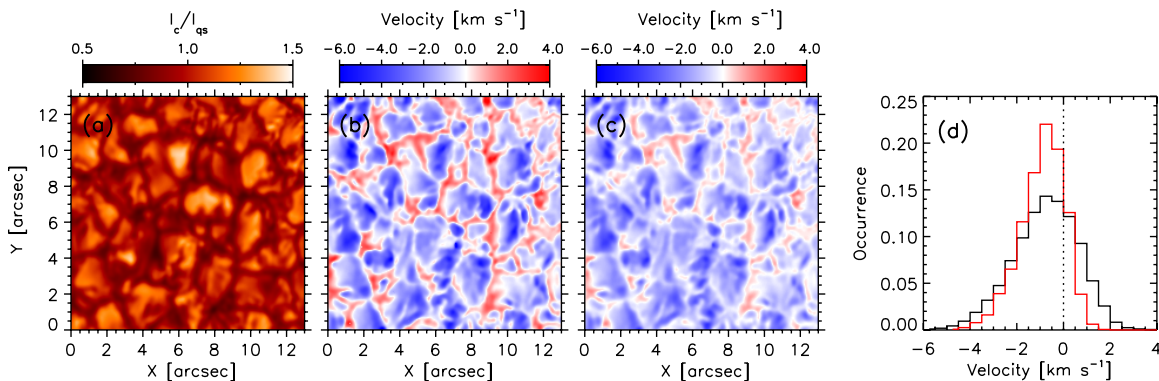 I_c/I_qs
0.5 1.0 1.5
Velocity [km s⁻¹]
−6.0 −4.0 −2.0 0.0 2.0 4.0
Velocity [km s⁻¹]
−6.0 −4.0 −2.0 0.0 2.0 4.0
(a)
(b)
(c)
(d)
Y [arcsec]
12
10
8
6
4
2
0
0 2 4 6 8 10 12
X [arcsec]
0 2 4 6 8 10 12
X [arcsec]
0 2 4 6 8 10 12
X [arcsec]
Occurrence
0.25
0.20
0.15
0.10
0.05
0.00
−6 −4 −2 0 2 4
Velocity [km s⁻¹]